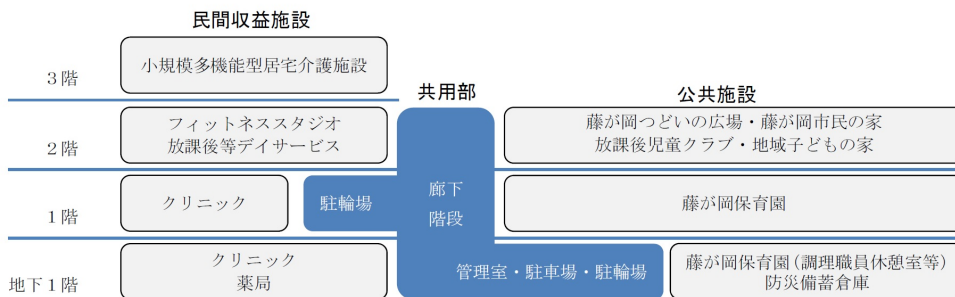 民間収益施設
3階
小規模多機能型居宅介護施設
共用部
公共施設
2階
フィットネススタジオ
放課後等デイサービス
藤が岡つどいの広場・藤が岡市民の家
放課後児童クラブ・地域子どもの家
1階
クリニック
駐輪場
廊下
階段
藤が岡保育園
地下1階
クリニック
薬局
管理室・駐車場・駐輪場
藤が岡保育園(調理職員休憩室等)
防災備蓄倉庫